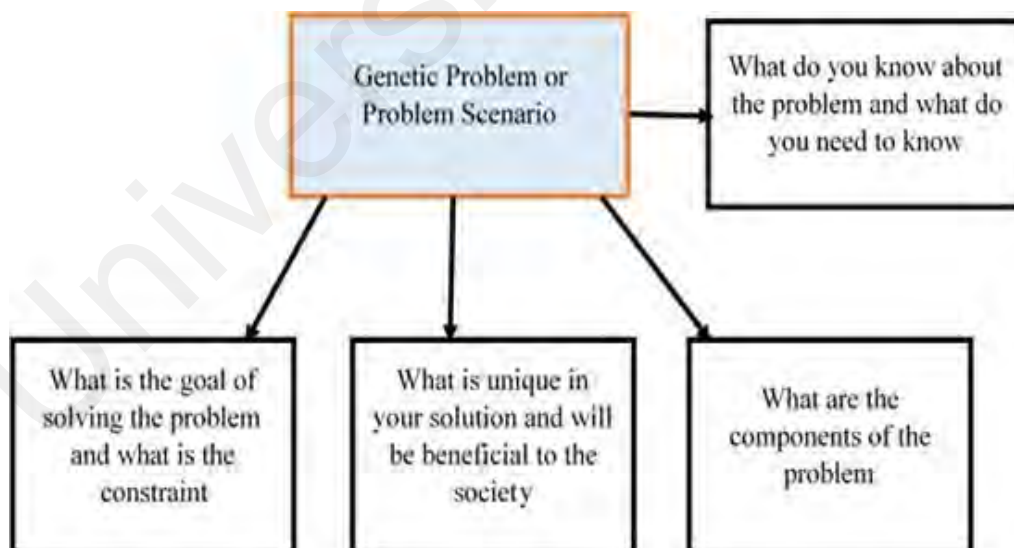 Genetic Problem or
Problem Scenario
What do you know about
the problem and what do
you need to know
What is the goal of
solving the problem
and what is the
constraint
What is unique in
your solution and will
be beneficial to the
society
What are the
components of the
problem